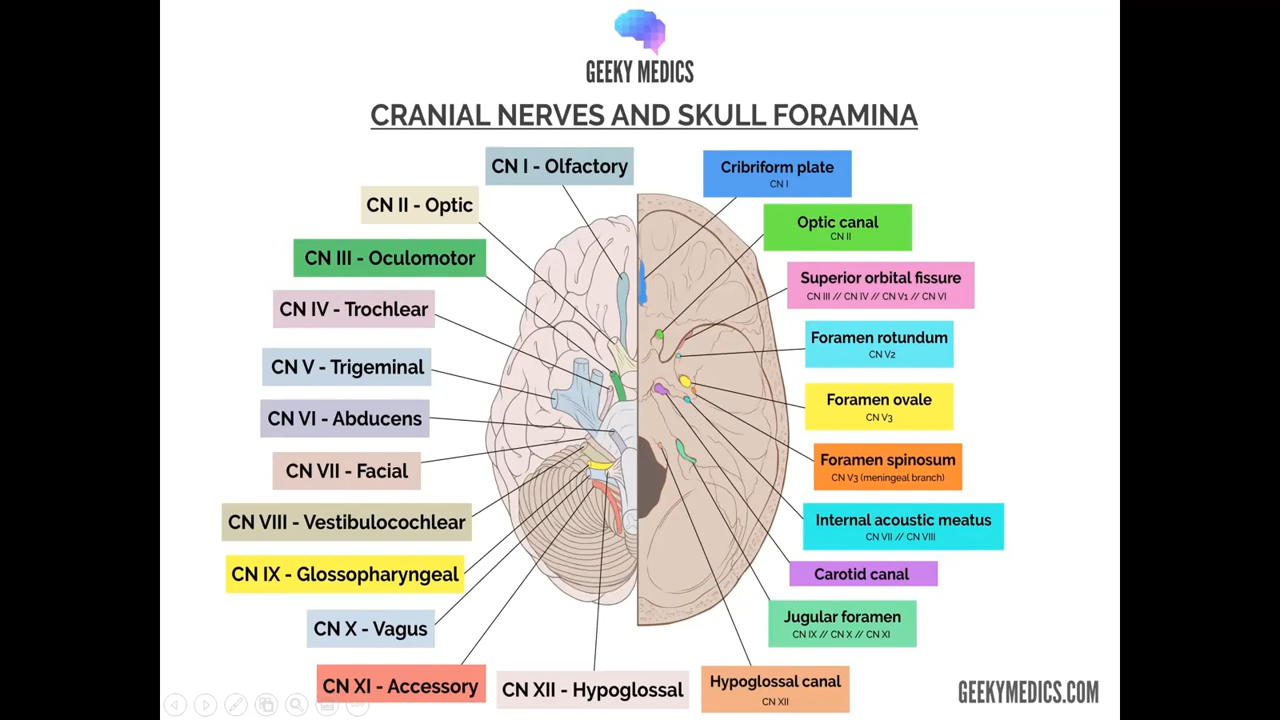 GEEKY MEDICS
CRANIAL NERVES AND SKULL FORAMINA
CN I - Olfactory
CN II - Optic
CN III - Oculomotor
CN IV - Trochlear
CN V - Trigeminal
CN VI - Abducens
CN VII - Facial
CN VIII - Vestibulocochlear
CN IX - Glossopharyngeal
CN X - Vagus
CN XI - Accessory
CN XII - Hypoglossal
Cribriform plate
CN I
Optic canal
CN II
Superior orbital fissure
CN III // CN IV // CN V1 // CN VI
Foramen rotundum
CN V2
Foramen ovale
CN V3
Foramen spinosum
CN V3 (meningeal branch)
Internal acoustic meatus
CN VII // CN VIII
Carotid canal
Jugular foramen
CN IX // CN X // CN XI
Hypoglossal canal
CN XII
GEEKYMEDICS.COM